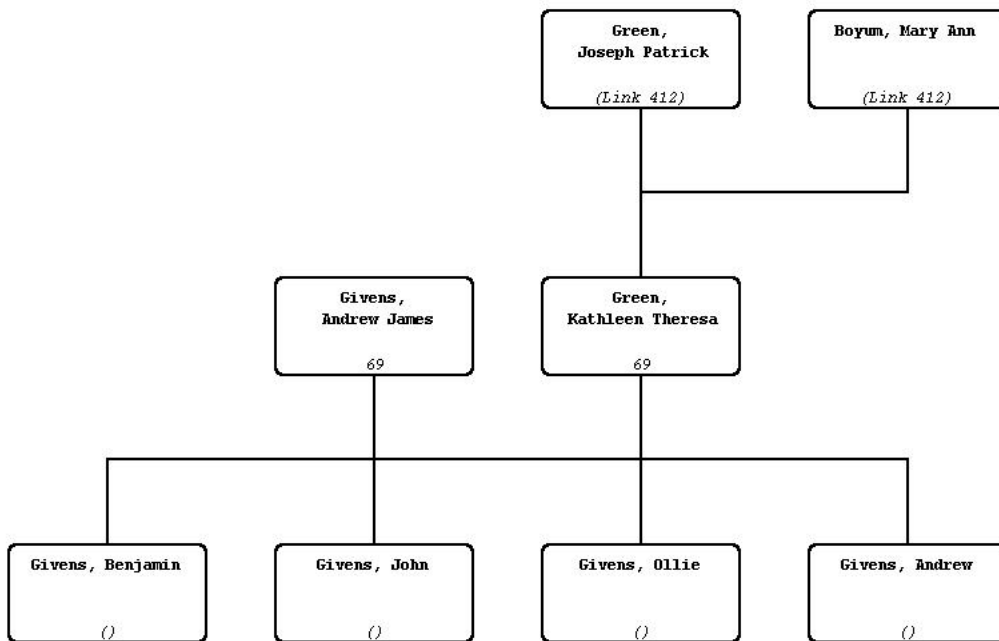 Green,
Joseph Patrick
(Link 412)
Boyum, Mary Ann
(Link 412)
Givens,
Andrew James
69
Green,
Kathleen Theresa
69
Givens, Benjamin
()
Givens, John
()
Givens, Ollie
()
Givens, Andrew
()